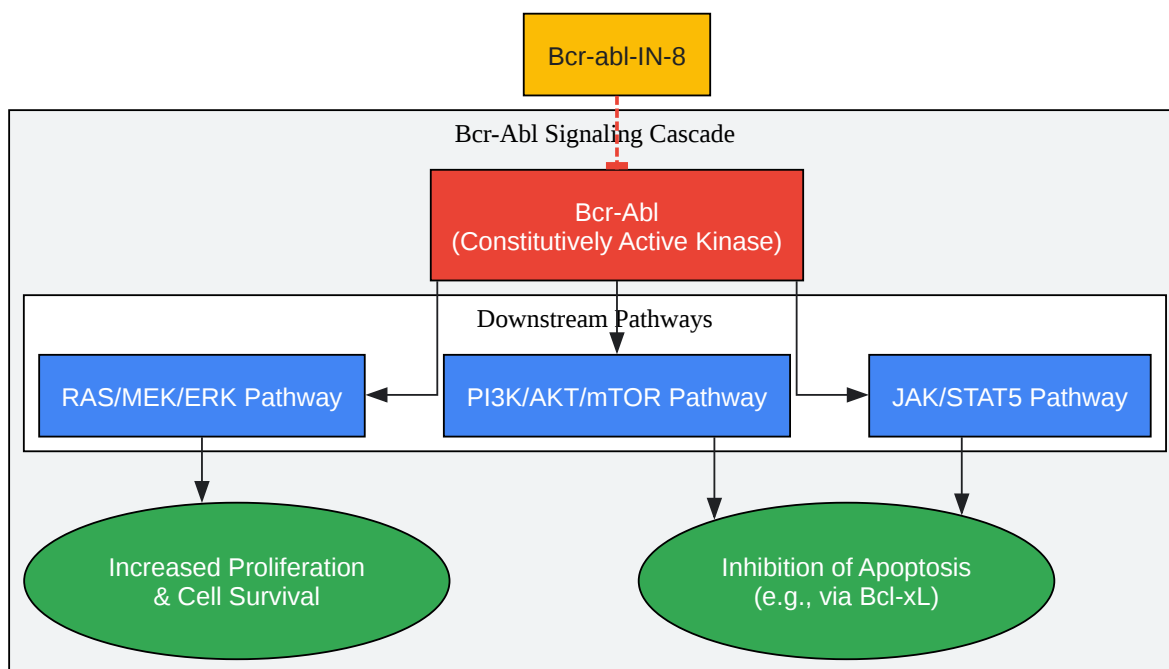 Bcr-abl-IN-8
Bcr-Abl Signaling Cascade
Bcr-Abl
(Constitutively Active Kinase)
Downstream Pathways
RAS/MEK/ERK Pathway
PI3K/AKT/mTOR Pathway
JAK/STAT5 Pathway
Increased Proliferation
& Cell Survival
Inhibition of Apoptosis
(e.g., via Bcl-xL)